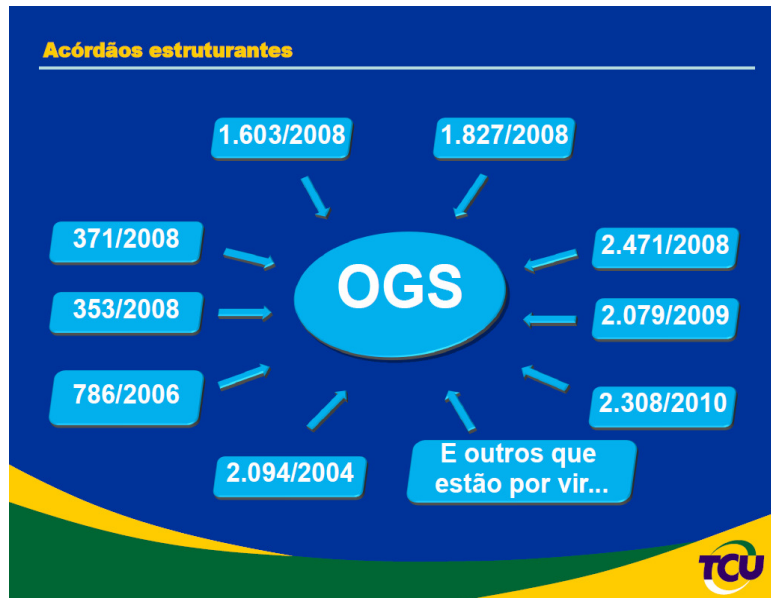 Acórdãos estruturantes
1.603/2008
1.827/2008
371/2008
2.471/2008
OGS
353/2008
2.079/2009
786/2006
2.308/2010
2.094/2004
E outros que
estão por vir...
TCU